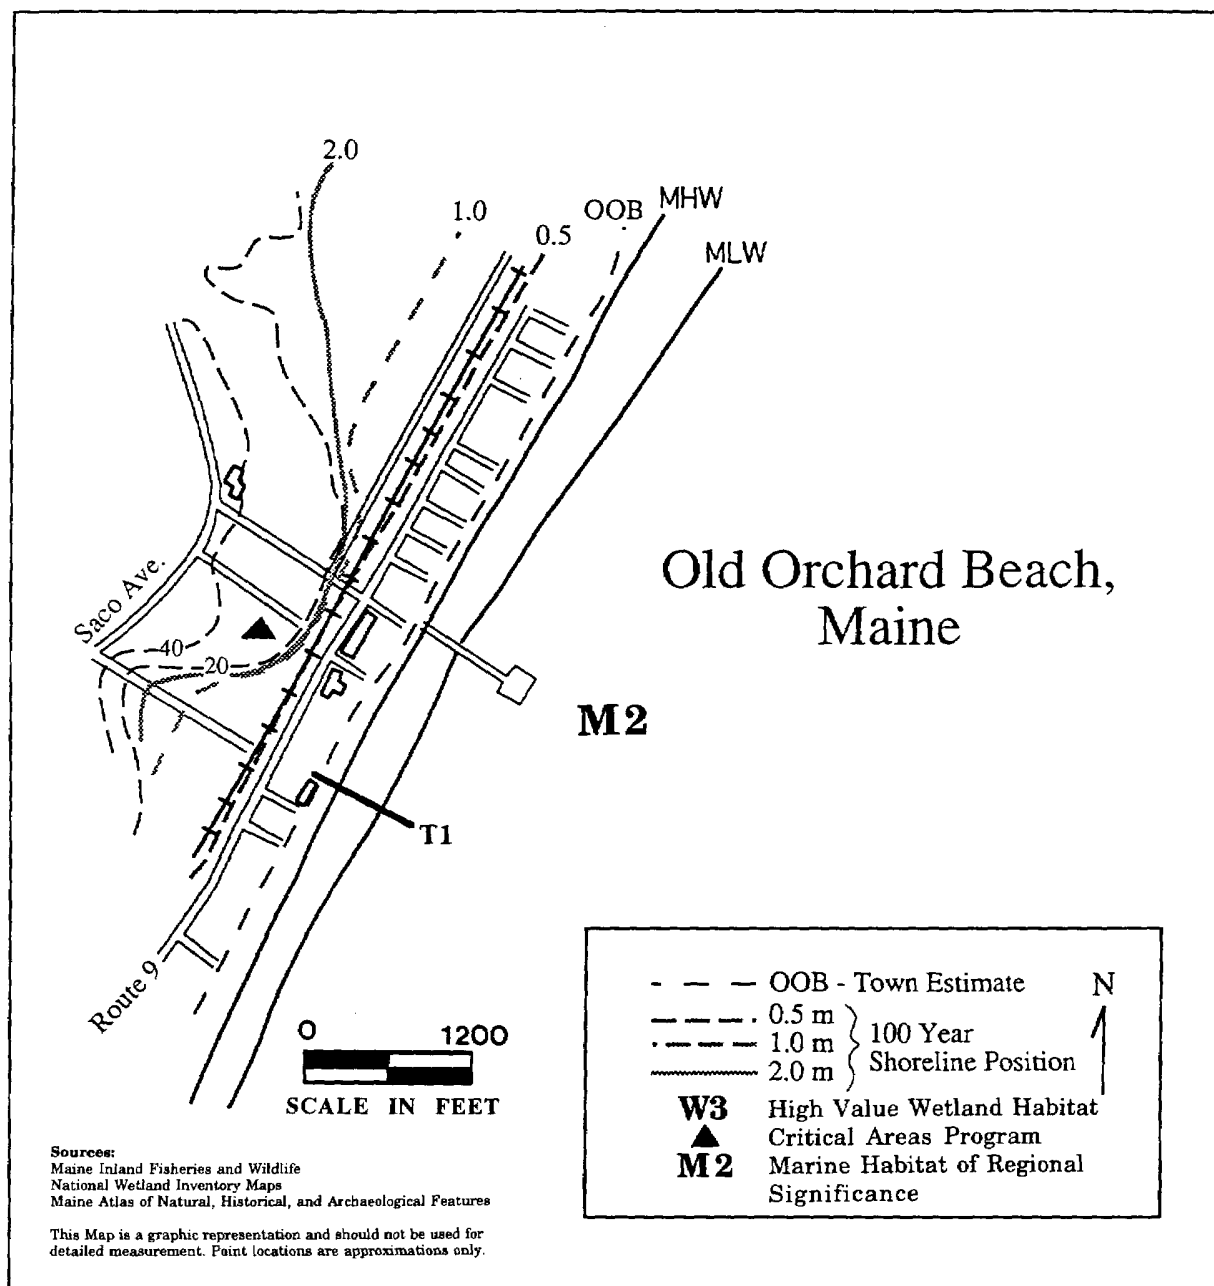 2.0
1.0
OOB
MHW
0.5
MLW
Old Orchard Beach,
Maine
Saco Ave.
40
20
M2
T1
Route 9
0 1200
SCALE IN FEET
OOB - Town Estimate
N
0.5 m
1.0 m
2.0 m
100 Year
Shoreline Position
W3 High Value Wetland Habitat
Critical Areas Program
M2 Marine Habitat of Regional
Significance
Sources:
Maine Inland Fisheries and Wildlife
National Wetland Inventory Maps
Maine Atlas of Natural, Historical, and Archaeological Features
This Map is a graphic representation and should not be used for
detailed measurement. Point locations are approximations only.